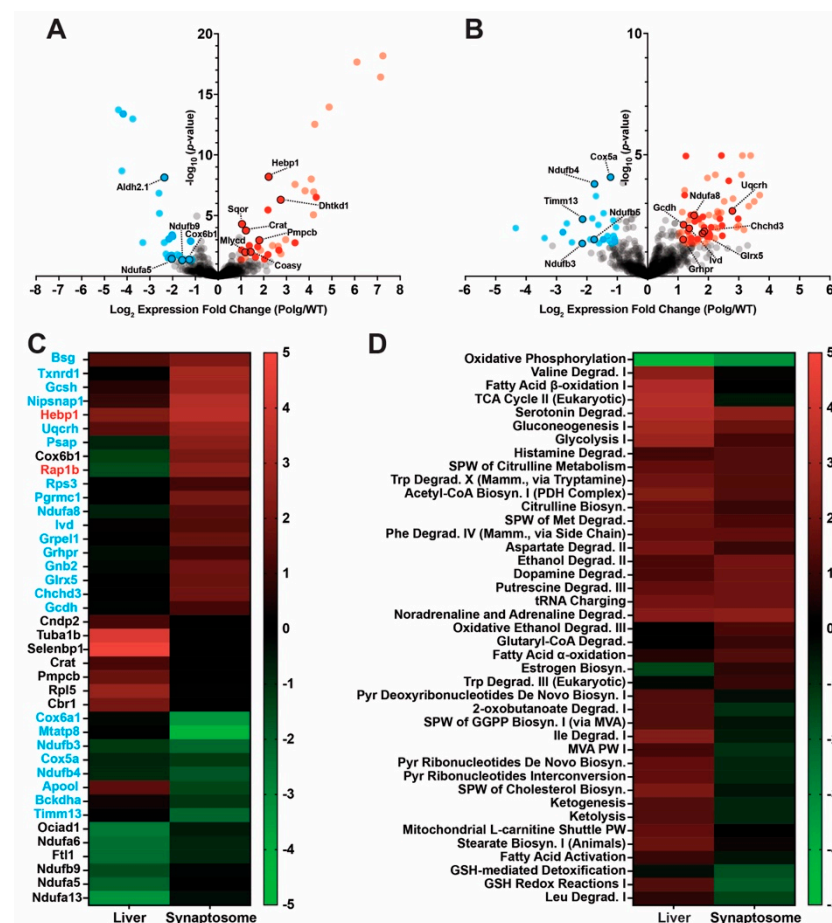 A
B
20
15
10
5
0
-log10 (p-value)
Hebp1
Aldh2.1
Dhtkd1
Sqor
Crat
Ndufb9
Cox6b1
Pmpcb
Mlycd
Ndufa5
Coasy
-8 -6 -4 -2 0 2 4 6 8
Log2 Expression Fold Change (Polg/WT)
10
5
0
-log10 (p-value)
Cox5a
Ndufb4
Uqcrh
Ndufa8
Timm13
Gcdh
Ndufb5
Chchd3
Ndufb3
Glrx5
Ivd
Grhpr
-6 -4 -2 0 2 4 6
Log2 Expression Fold Change (Polg/WT)
C
Bsg
Txnrd1
Gcsh
Nipsnap1
Hebp1
Uqcrh
Psap
Cox6b1
Rap1b
Rps3
Pgrmc1
Ndufa8
Ivd
Grpel1
Grhpr
Gnb2
Glrx5
Chchd3
Gcdh
Cndp2
Tuba1b
Selenbp1
Crat
Pmpcb
Rpl5
Cbr1
Cox6a1
Mtatp8
Ndufb3
Cox5a
Ndufb4
Apool
Bckdha
Timm13
Ociad1
Ndufa6
Ftl1
Ndufb9
Ndufa5
Ndufa13
Liver Synaptosome
5
4
3
2
1
0
-1
-2
-3
-4
-5
D
Oxidative Phosphorylation
Valine Degrad. I
Fatty Acid β-oxidation I
TCA Cycle II (Eukaryotic)
Serotonin Degrad.
Gluconeogenesis I
Glycolysis I
Histamine Degrad.
SPW of Citrulline Metabolism
Trp Degrad. X (Mamm., via Tryptamine)
Acetyl-CoA Biosyn. I (PDH Complex)
Citrulline Biosyn.
SPW of Met Degrad.
Phe Degrad. IV (Mamm., via Side Chain)
Aspartate Degrad. II
Ethanol Degrad. II
Dopamine Degrad.
Putrescine Degrad. III
tRNA Charging
Noradrenaline and Adrenaline Degrad.
Oxidative Ethanol Degrad. III
Glutaryl-CoA Degrad.
Fatty Acid α-oxidation
Estrogen Biosyn.
Trp Degrad. III (Eukaryotic)
Pyr Deoxyribonucleotides De Novo Biosyn. I
2-oxobutanoate Degrad. I
SPW of GGPP Biosyn. I (via MVA)
Ile Degrad. I
MVA PW I
Pyr Ribonucleotides De Novo Biosyn.
Pyr Ribonucleotides Interconversion
SPW of Cholesterol Biosyn.
Ketogenesis
Ketolysis
Mitochondrial L-carnitine Shuttle PW
Stearate Biosyn. I (Animals)
Fatty Acid Activation
GSH-mediated Detoxification
GSH Redox Reactions I
Leu Degrad. I
Liver Synaptosome
5
4
3
2
1
0
-1
-2
-3
-4
-5